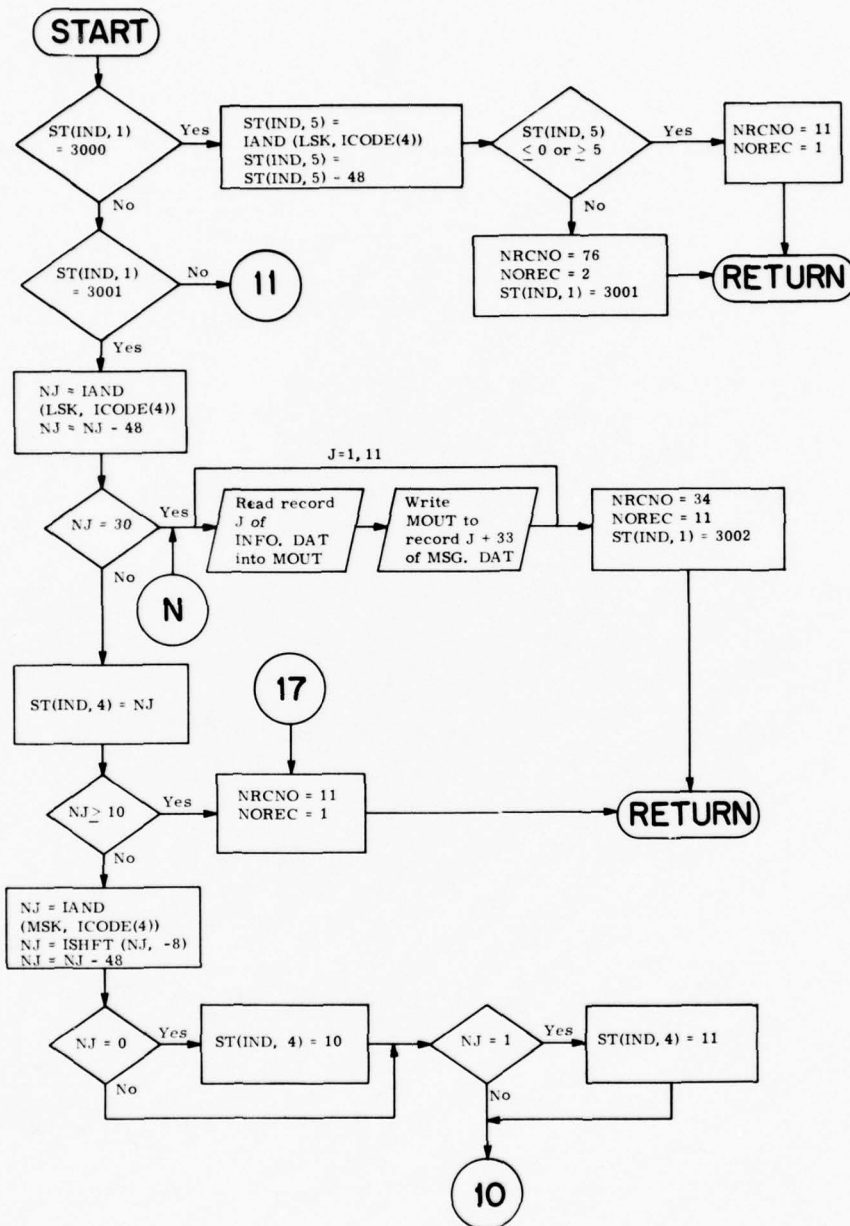 START
ST(IND, 1)
= 3000
Yes
ST(IND, 5) =
IAND (LSK, ICODE(4))
ST(IND, 5) =
ST(IND, 5) - 48
ST(IND, 5)
≤ 0 or ≥ 5
Yes
NRCNO = 11
NOREC = 1
No
No
ST(IND, 1)
= 3001
No
11
NRCNO = 76
NOREC = 2
ST(IND, 1) = 3001
RETURN
Yes
NJ = IAND
(LSK, ICODE(4))
NJ = NJ - 48
J=1, 11
NJ = 30
Yes
Read record
J of
INFO. DAT
into MOUT
Write
MOUT to
record J + 33
of MSG. DAT
NRCNO = 34
NOREC = 11
ST(IND, 1) = 3002
No
N
ST(IND, 4) = NJ
17
NJ ≥ 10
Yes
NRCNO = 11
NOREC = 1
RETURN
No
NJ = IAND
(MSK, ICODE(4))
NJ = ISHFT (NJ, -8)
NJ = NJ - 48
NJ = 0
Yes
ST(IND, 4) = 10
NJ = 1
Yes
ST(IND, 4) = 11
No
No
10